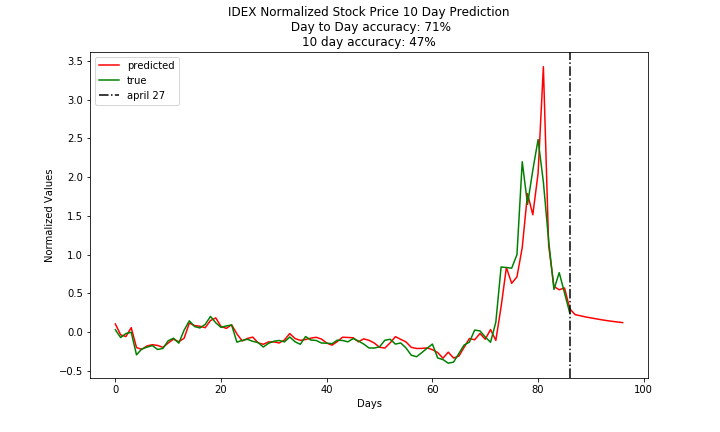 IDEX Normalized Stock Price 10 Day Prediction
Day to Day accuracy: 71%
10 day accuracy: 47%
predicted
true
april 27
3.5
3.0
2.5
2.0
1.5
1.0
0.5
0.0
−0.5
Normalized Values
0
20
40
60
80
100
Days